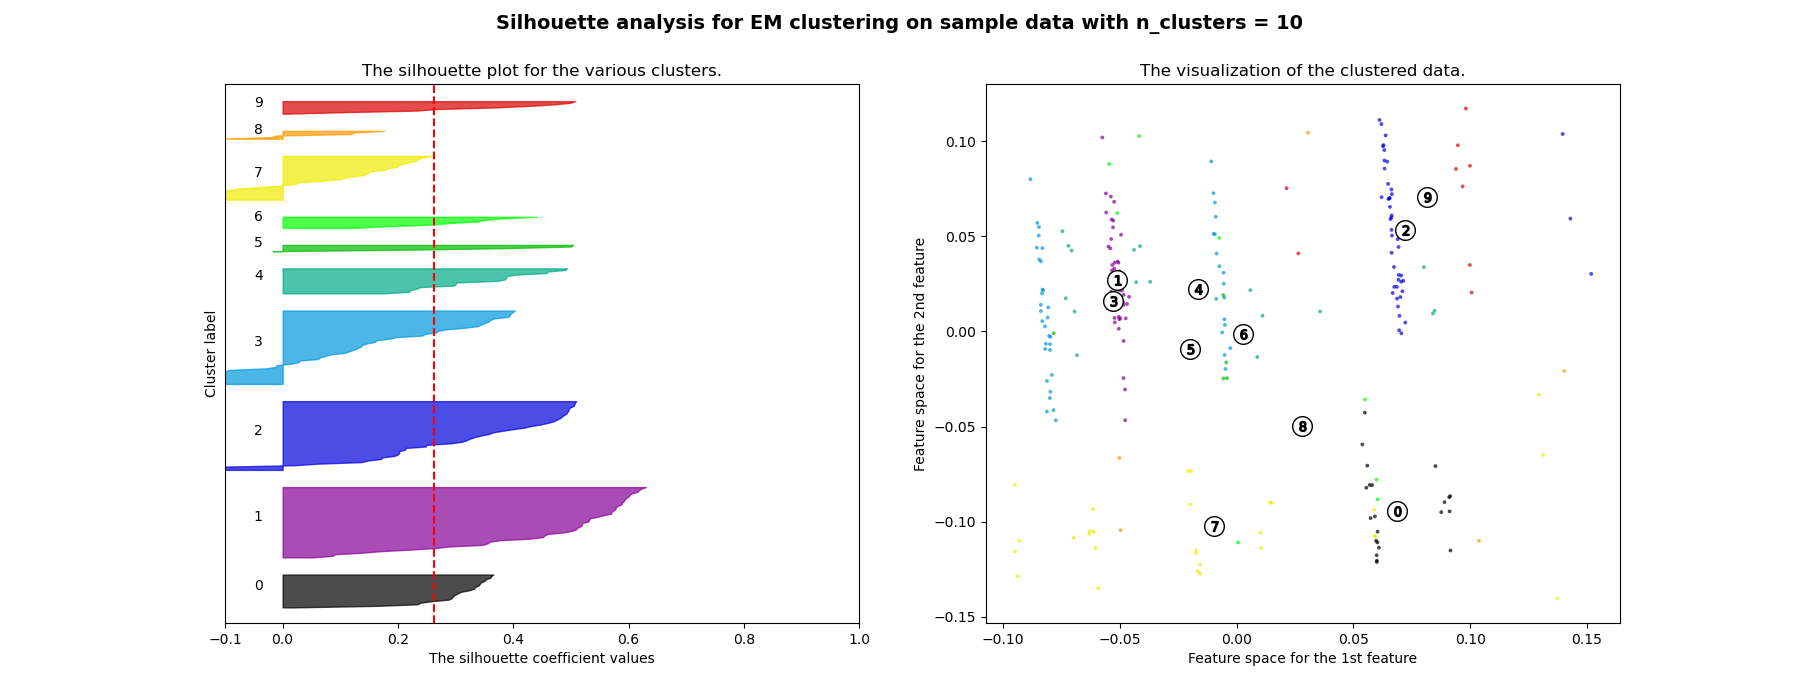 Silhouette analysis for EM clustering on sample data with n_clusters = 10
The silhouette plot for the various clusters.
9
8
7
6
5
4
3
2
1
0
Cluster label
−0.1 0.0 0.2 0.4 0.6 0.8 1.0
The silhouette coefficient values
The visualization of the clustered data.
0.10
0.05
0.00
−0.05
−0.10
−0.15
Feature space for the 2nd feature
9
2
1
4
3
6
5
8
0
7
−0.10 −0.05 0.00 0.05 0.10 0.15
Feature space for the 1st feature